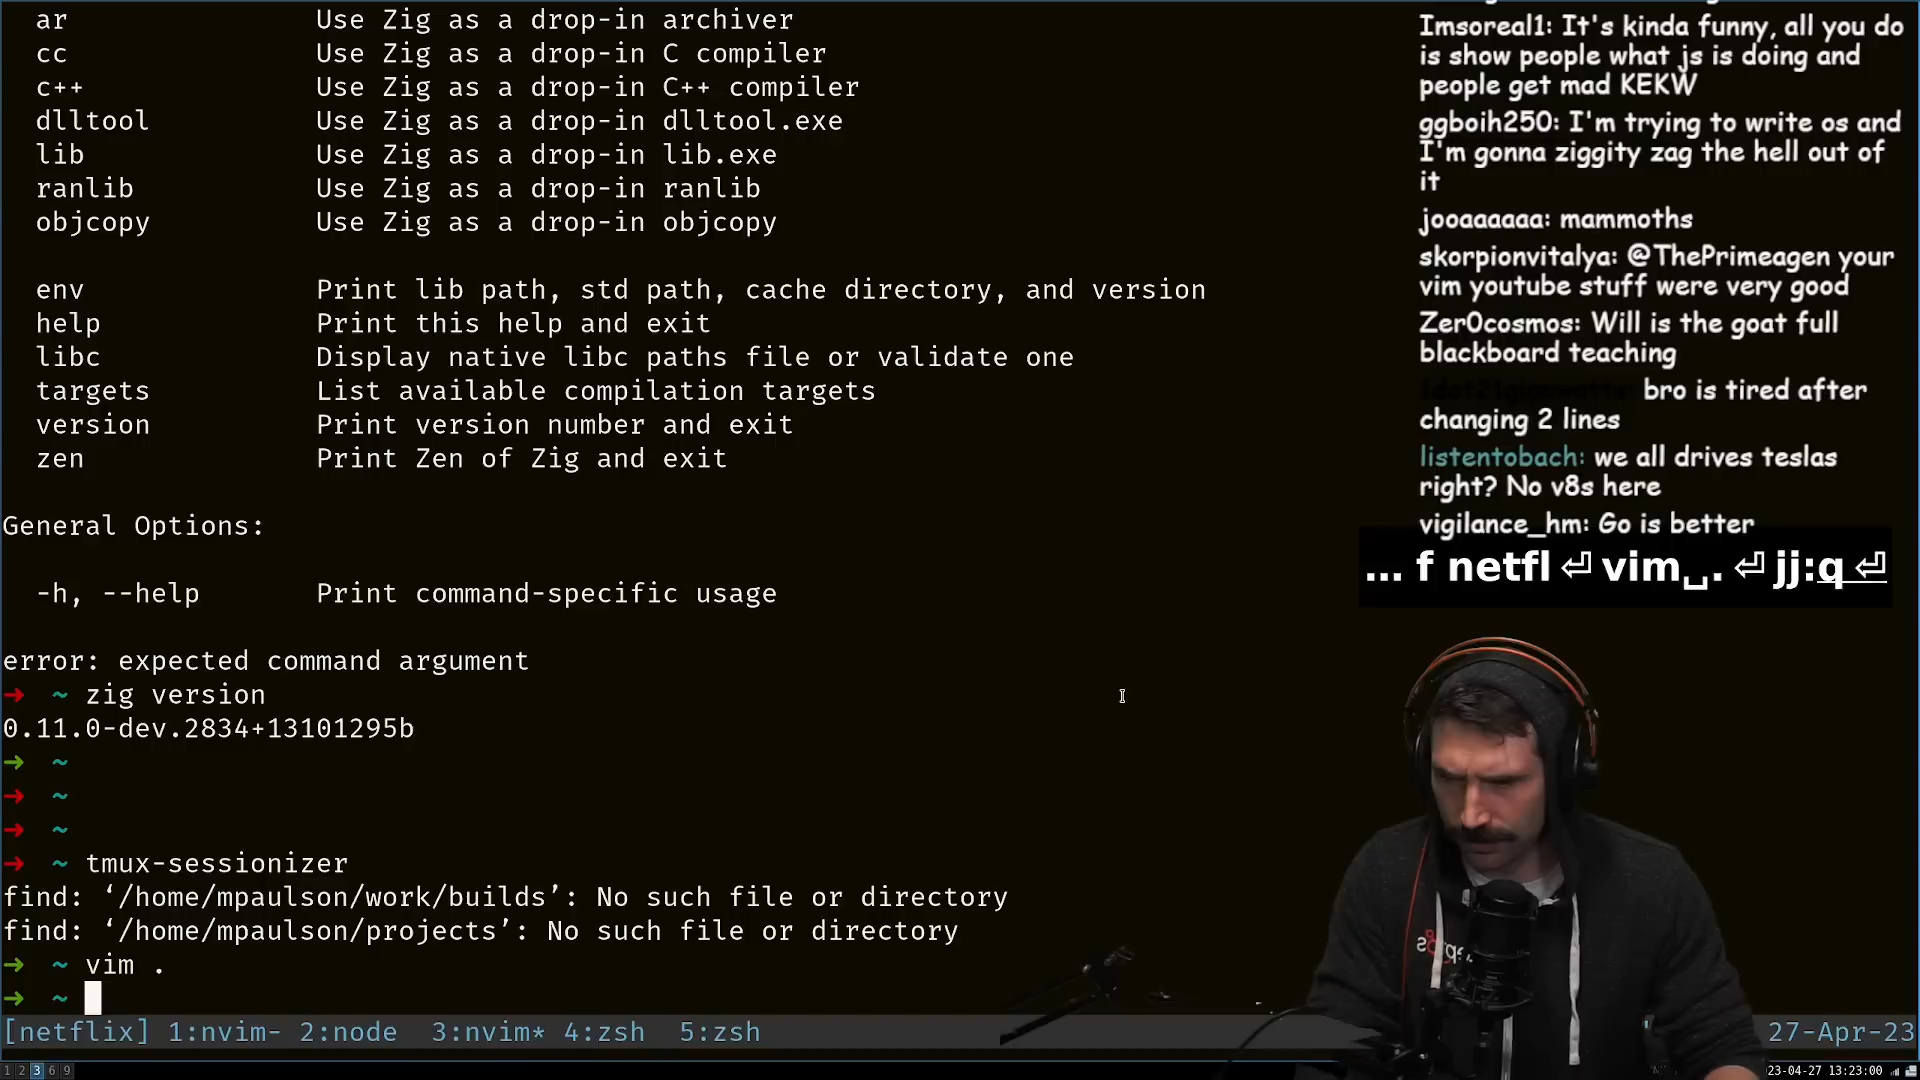 ar Use Zig as a drop-in archiver
cc Use Zig as a drop-in C compiler
c++ Use Zig as a drop-in C++ compiler
dlltool Use Zig as a drop-in dlltool.exe
lib Use Zig as a drop-in lib.exe
ranlib Use Zig as a drop-in ranlib
objcopy Use Zig as a drop-in objcopy
env Print lib path, std path, cache directory, and version
help Print this help and exit
libc Display native libc paths file or validate one
targets List available compilation targets
version Print version number and exit
zen Print Zen of Zig and exit
General Options:
-h, --help Print command-specific usage
error: expected command argument
➜ ~ zig version
0.11.0-dev.2834+13101295b
➜ ~
➜ ~
➜ ~
➜ ~ tmux-sessionizer
find: ‘/home/mpaulson/work/builds’: No such file or directory
find: ‘/home/mpaulson/projects’: No such file or directory
➜ ~ vim .
➜ ~
[netflix] 1:nvim- 2:node 3:nvim* 4:zsh 5:zsh
27-Apr-23
1 2 3 6 9
23-04-27 13:23:00
Imsoreal1: It's kinda funny, all you do
is show people what js is doing and
people get mad KEKW
ggboih250: I'm trying to write os and
I'm gonna ziggity zag the hell out of
it
jooaaaaaa: mammoths
skorpionvitalya: @ThePrimeagen your
vim youtube stuff were very good
Zer0cosmos: Will is the goat full
blackboard teaching
bro is tired after
changing 2 lines
listentobach: we all drives teslas
right? No v8s here
vigilance_hm: Go is better
... f netfl ⏎ vim␣. ⏎ jj:q ⏎